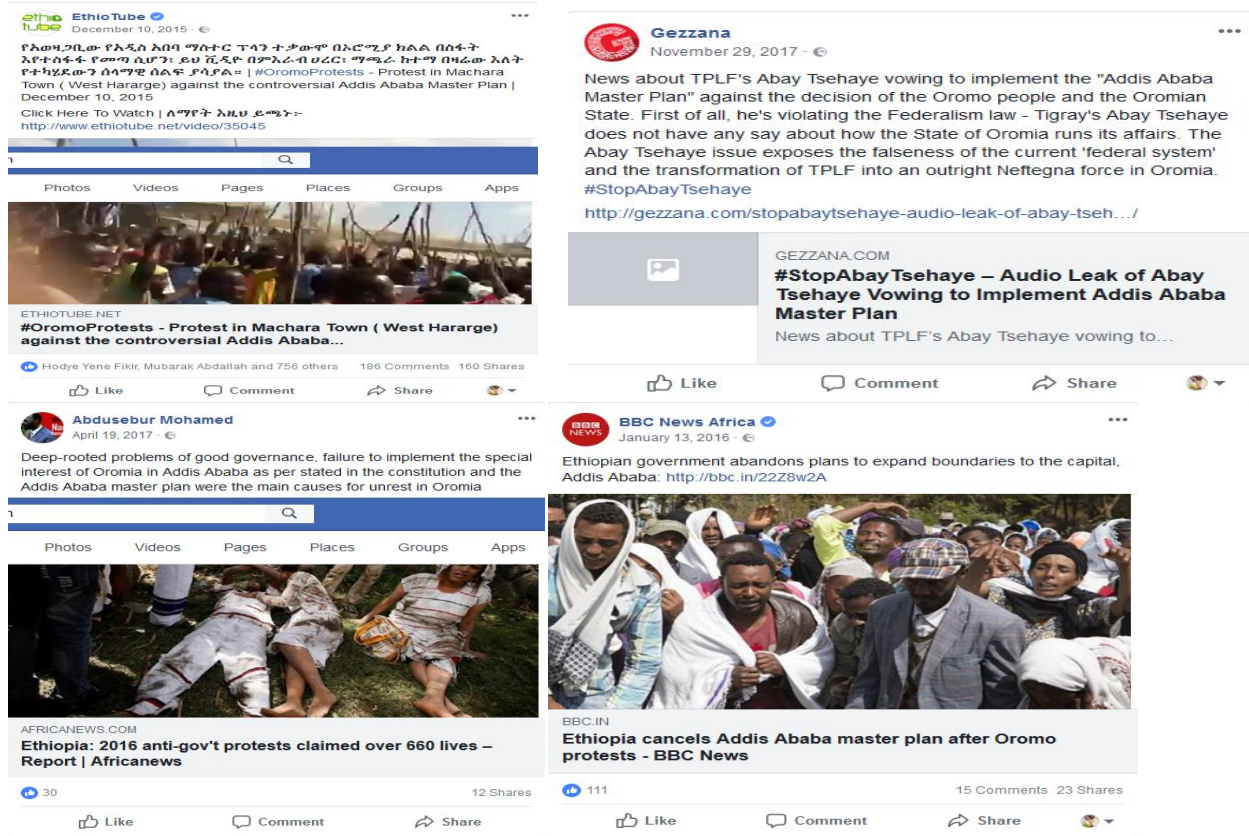 EthioTube
December 10, 2015
የአወዛጋቢው የአዲስ አበባ ማስተር ፕላን ተቃውሞ በኦሮሚያ ክልል በስፋት
እየተስፋፋ የመጣ ሲሆን፣ ይህ ቪዲዮ በምእራብ ሀረር፣ ማጫራ ከተማ በዛሬው እለት
የተካሄደውን ሰላማዊ ሰልፍ ያሳያል። | #OromoProtests - Protest in Machara
Town ( West Hararge) against the controversial Addis Ababa Master Plan |
December 10, 2015
Click Here To Watch | ለማየት እዚህ ይጫኑ:-
http://www.ethiotube.net/video/35045
Photos Videos Pages Places Groups Apps
ETHIOTUBE.NET
#OromoProtests - Protest in Machara Town ( West Hararge)
against the controversial Addis Ababa...
Hodye Yene Fikir, Mubarak Abdallah and 756 others 186 Comments 160 Shares
Like Comment Share
Gezzana
November 29, 2017
News about TPLF's Abay Tsehaye vowing to implement the "Addis Ababa
Master Plan" against the decision of the Oromo people and the Oromian
State. First of all, he's violating the Federalism law - Tigray's Abay Tsehaye
does not have any say about how the State of Oromia runs its affairs. The
Abay Tsehaye issue exposes the falseness of the current 'federal system'
and the transformation of TPLF into an outright Neftegna force in Oromia.
#StopAbayTsehaye
http://gezzana.com/stopabaytsehaye-audio-leak-of-abay-tseh…/
GEZZANA.COM
#StopAbayTsehaye – Audio Leak of Abay
Tsehaye Vowing to Implement Addis Ababa
Master Plan
News about TPLF's Abay Tsehaye vowing to…
Like Comment Share
Abdusebur Mohamed
April 19, 2017
Deep-rooted problems of good governance, failure to implement the special
interest of Oromia in Addis Ababa as per stated in the constitution and the
Addis Ababa master plan were the main causes for unrest in Oromia
Photos Videos Pages Places Groups Apps
AFRICANEWS.COM
Ethiopia: 2016 anti-gov't protests claimed over 660 lives –
Report | Africanews
30 12 Shares
Like Comment Share
BBC NEWS
BBC News Africa
January 13, 2016
Ethiopian government abandons plans to expand boundaries to the capital,
Addis Ababa: http://bbc.in/22Z8w2A
BBC.IN
Ethiopia cancels Addis Ababa master plan after Oromo
protests - BBC News
111 15 Comments 23 Shares
Like Comment Share